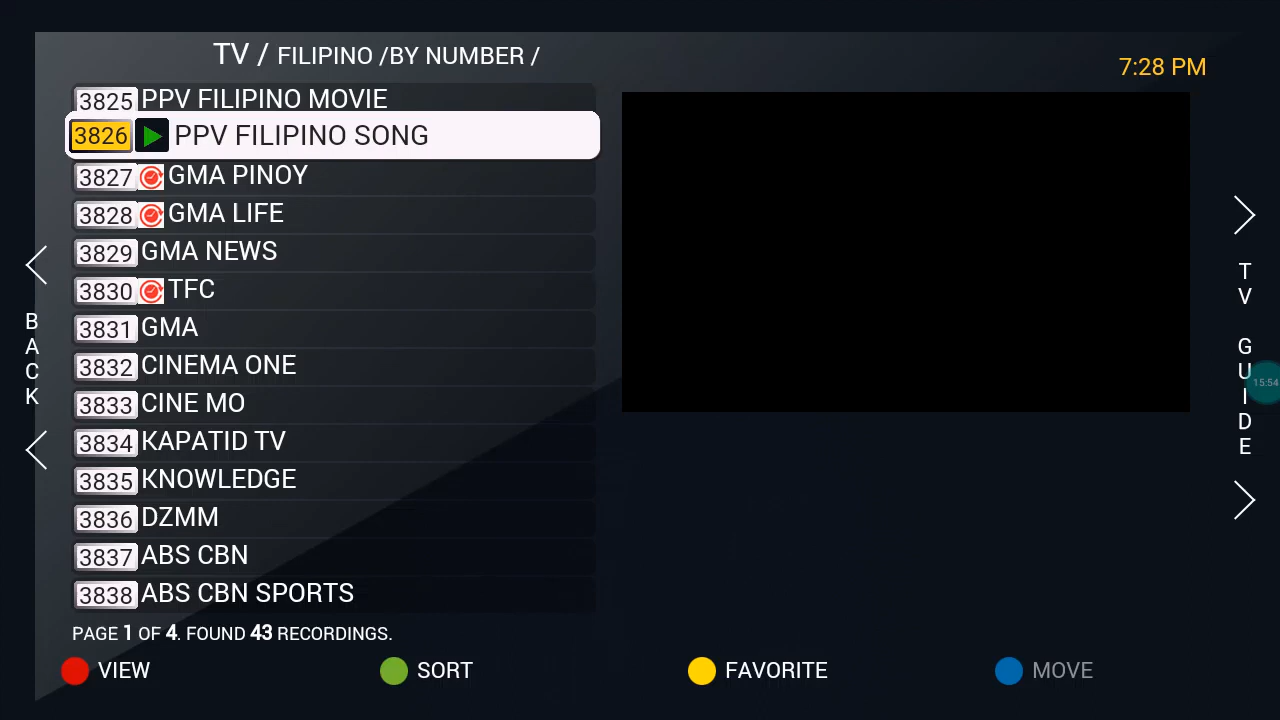 TV / FILIPINO /BY NUMBER /
7:28 PM
3825 PPV FILIPINO MOVIE
3826 PPV FILIPINO SONG
3827 GMA PINOY
3828 GMA LIFE
3829 GMA NEWS
3830 TFC
3831 GMA
3832 CINEMA ONE
3833 CINE MO
3834 KAPATID TV
3835 KNOWLEDGE
3836 DZMM
3837 ABS CBN
3838 ABS CBN SPORTS
BACK
TV GUIDE
15:54
PAGE 1 OF 4. FOUND 43 RECORDINGS.
VIEW SORT FAVORITE MOVE